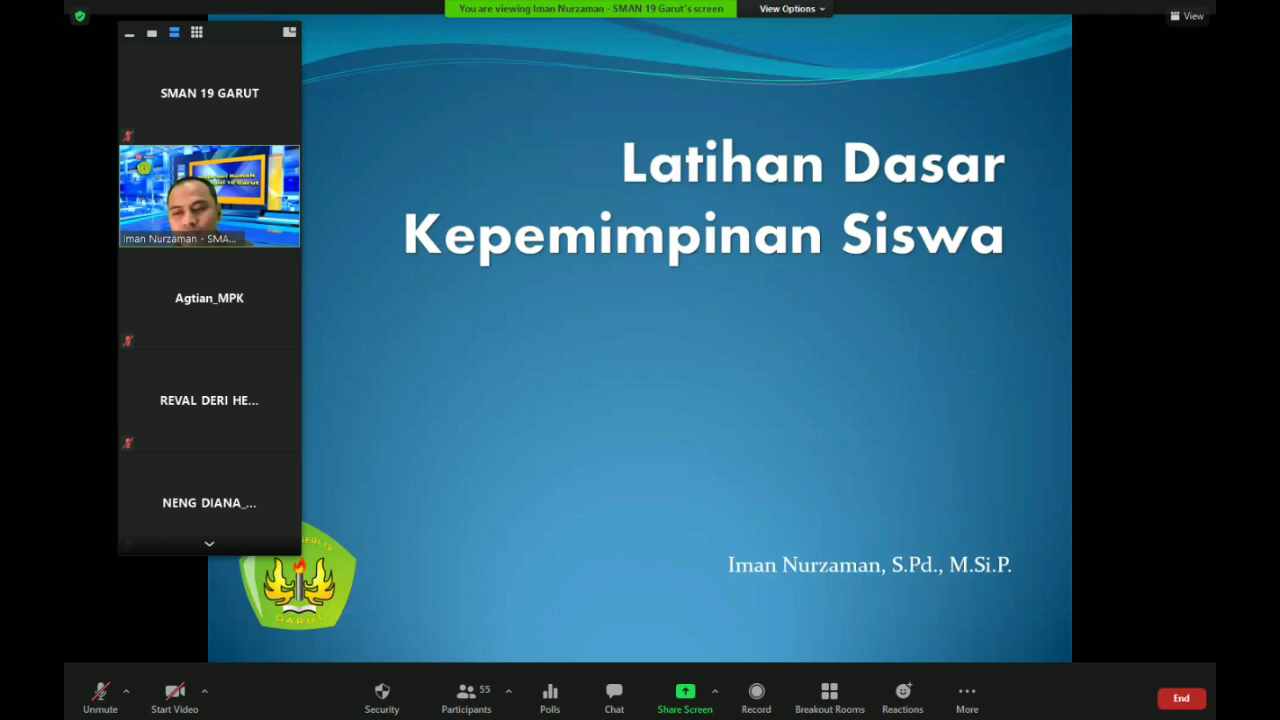 You are viewing Iman Nurzaman - SMAN 19 Garut's screen
View Options
View
SMAN 19 GARUT
Iman Nurzaman - SMA...
Agtian_MPK
REVAL DERI HE...
NENG DIANA_...
Latihan Dasar
Kepemimpinan Siswa
Iman Nurzaman, S.Pd., M.Si.P.
GARUT
Unmute
Start Video
Security
55
Participants
Polls
Chat
Share Screen
Record
Breakout Rooms
Reactions
More
End